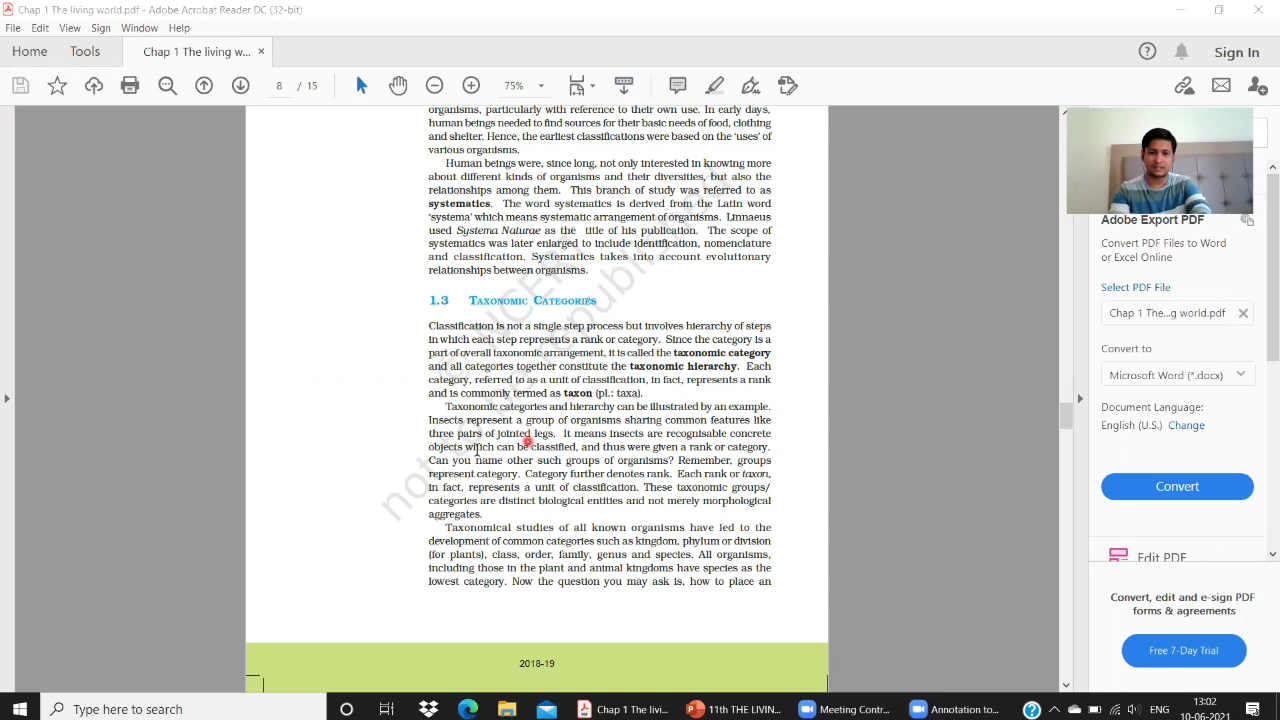 Chap 1 The living world.pdf - Adobe Acrobat Reader DC (32-bit)
File Edit View Sign Window Help
Home Tools Chap 1 The living w... × Sign In
8 / 15 75%
organisms, particularly with reference to their own use. In early days,
human beings needed to find sources for their basic needs of food, clothing
and shelter. Hence, the earliest classifications were based on the 'uses' of
various organisms.
Human beings were, since long, not only interested in knowing more
about different kinds of organisms and their diversities, but also the
relationships among them. This branch of study was referred to as
systematics. The word systematics is derived from the Latin word
'systema' which means systematic arrangement of organisms. Linnaeus
used Systema Naturae as the title of his publication. The scope of
systematics was later enlarged to include identification, nomenclature
and classification. Systematics takes into account evolutionary
relationships between organisms.
1.3 TAXONOMIC CATEGORIES
Classification is not a single step process but involves hierarchy of steps
in which each step represents a rank or category. Since the category is a
part of overall taxonomic arrangement, it is called the taxonomic category
and all categories together constitute the taxonomic hierarchy. Each
category, referred to as a unit of classification, in fact, represents a rank
and is commonly termed as taxon (pl.: taxa).
Taxonomic categories and hierarchy can be illustrated by an example.
Insects represent a group of organisms sharing common features like
three pairs of jointed legs. It means insects are recognisable concrete
objects which can be classified, and thus were given a rank or category.
Can you name other such groups of organisms? Remember, groups
represent category. Category further denotes rank. Each rank or taxon,
in fact, represents a unit of classification. These taxonomic groups/
categories are distinct biological entities and not merely morphological
aggregates.
Taxonomical studies of all known organisms have led to the
development of common categories such as kingdom, phylum or division
(for plants), class, order, family, genus and species. All organisms,
including those in the plant and animal kingdoms have species as the
lowest category. Now the question you may ask is, how to place an
2018-19
Adobe Export PDF
Convert PDF Files to Word
or Excel Online
Select PDF File
Chap 1 The...g world.pdf
Convert to
Microsoft Word (*.docx)
Document Language:
English (U.S.) Change
Convert
Edit PDF
Convert, edit and e-sign PDF
forms & agreements
Free 7-Day Trial
Type here to search
Chap 1 The livi...
11th THE LIVIN...
Meeting Contr...
Annotation to...
ENG
13:02
10-06-2021